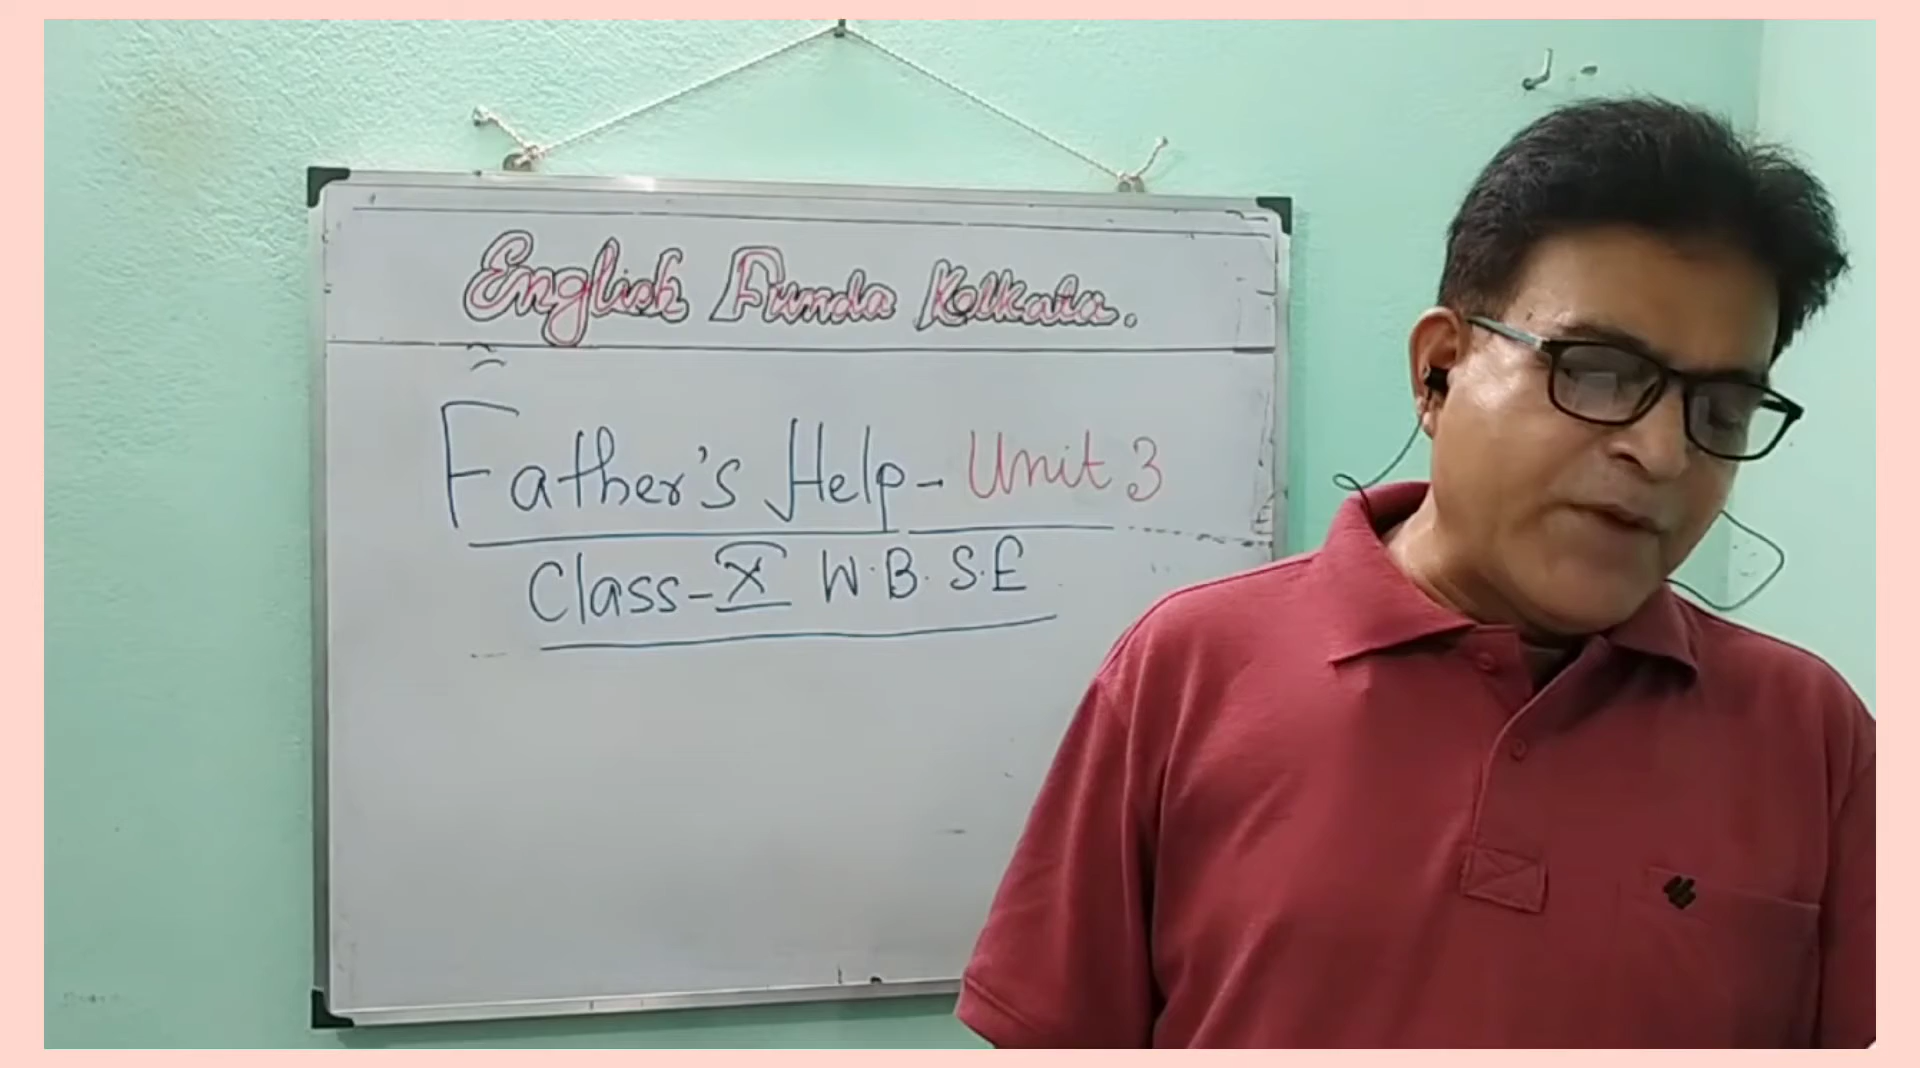 English Funda Kolkata.
Father's Help - Unit 3
Class - X W.B.S.E